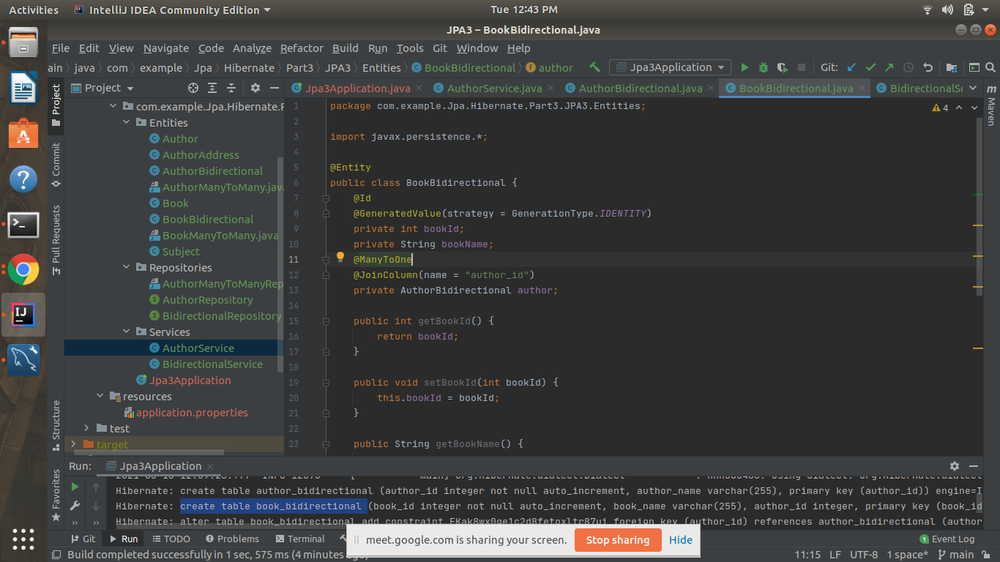 Activities IntelliJ IDEA Community Edition Tue 12:43 PM
JPA3 – BookBidirectional.java
File Edit View Navigate Code Analyze Refactor Build Run Tools Git Window Help
ain java com example Jpa Hibernate Part3 JPA3 Entities BookBidirectional author Jpa3Application Git:
Project Jpa3Application.java AuthorService.java AuthorBidirectional.java BookBidirectional.java BidirectionalSe
Project
Commit
Pull Requests
Structure
Favorites
Maven
com.example.Jpa.Hibernate.P
Entities
Author
AuthorAddress
AuthorBidirectional
AuthorManyToMany.java
Book
BookBidirectional
BookManyToMany.java
Subject
Repositories
AuthorManyToManyRep
AuthorRepository
BidirectionalRepository
Services
AuthorService
BidirectionalService
Jpa3Application
resources
application.properties
test
target
4
1 package com.example.Jpa.Hibernate.Part3.JPA3.Entities;
2
3 import javax.persistence.*;
4
5 @Entity
6 public class BookBidirectional {
7 @Id
8 @GeneratedValue(strategy = GenerationType.IDENTITY)
9 private int bookId;
10 private String bookName;
11 @ManyToOne
12 @JoinColumn(name = "author_id")
13 private AuthorBidirectional author;
14
15 public int getBookId() {
16 return bookId;
17 }
18
19 public void setBookId(int bookId) {
20 this.bookId = bookId;
21 }
22
23 public String getBookName() {
Run: Jpa3Application
Hibernate: create table author_bidirectional (author_id integer not null auto_increment, author_name varchar(255), primary key (author_id)) engine=I
Hibernate: create table book_bidirectional (book_id integer not null auto_increment, book_name varchar(255), author_id integer, primary key (book_id
Hibernate: alter table book_bidirectional add constraint foreign key (author_id) references author_bidirectional (author
meet.google.com is sharing your screen. Stop sharing Hide
Git Run TODO Problems Terminal Event Log
1
Build completed successfully in 1 sec, 575 ms (4 minutes ago) 11:15 LF UTF-8 1 space* main